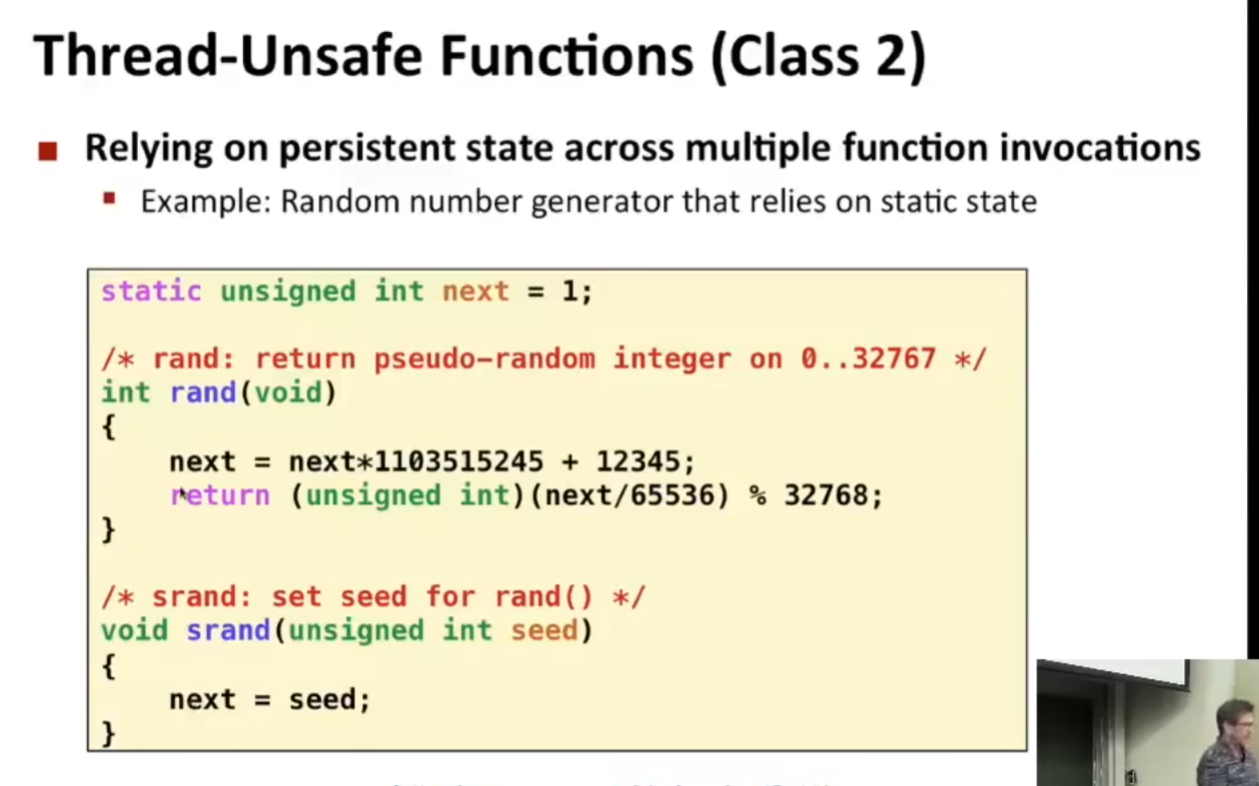 Thread-Unsafe Functions (Class 2)
Relying on persistent state across multiple function invocations
Example: Random number generator that relies on static state
static unsigned int next = 1;
/* rand: return pseudo-random integer on 0..32767 */
int rand(void)
{
next = next*1103515245 + 12345;
return (unsigned int)(next/65536) % 32768;
}
/* srand: set seed for rand() */
void srand(unsigned int seed)
{
next = seed;
}